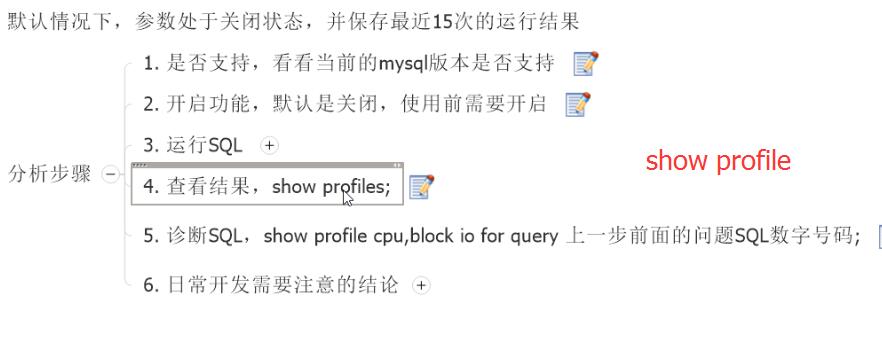 默认情况下，参数处于关闭状态，并保存最近15次的运行结果
分析步骤
1. 是否支持，看看当前的mysql版本是否支持
2. 开启功能，默认是关闭，使用前需要开启
3. 运行SQL
4. 查看结果，show profiles;
5. 诊断SQL，show profile cpu,block io for query 上一步前面的问题SQL数字号码;
6. 日常开发需要注意的结论
show profile